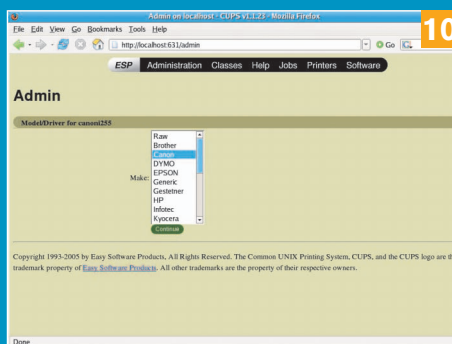 Admin on localhost - CUPS v1.1.23 - Mozilla Firefox
File Edit View Go Bookmarks Tools Help
http://localhost:631/admin
Go
10
ESP Administration Classes Help Jobs Printers Software
Admin
Model/Driver for canoni255
Make:
Raw
Brother
Canon
DYMO
EPSON
Generic
Gestetner
HP
Infotec
Kyocera
Continue
Copyright 1993-2005 by Easy Software Products, All Rights Reserved. The Common UNIX Printing System, CUPS, and the CUPS logo are th
trademark property of Easy Software Products. All other trademarks are the property of their respective owners.
Done